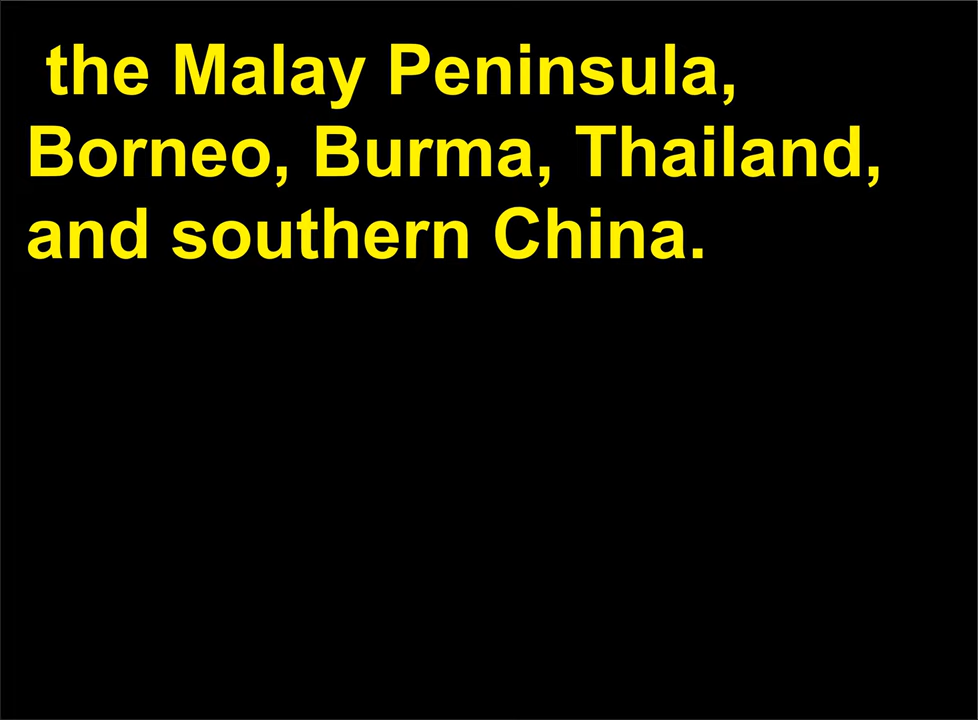 the Malay Peninsula,
Borneo, Burma, Thailand,
and southern China.